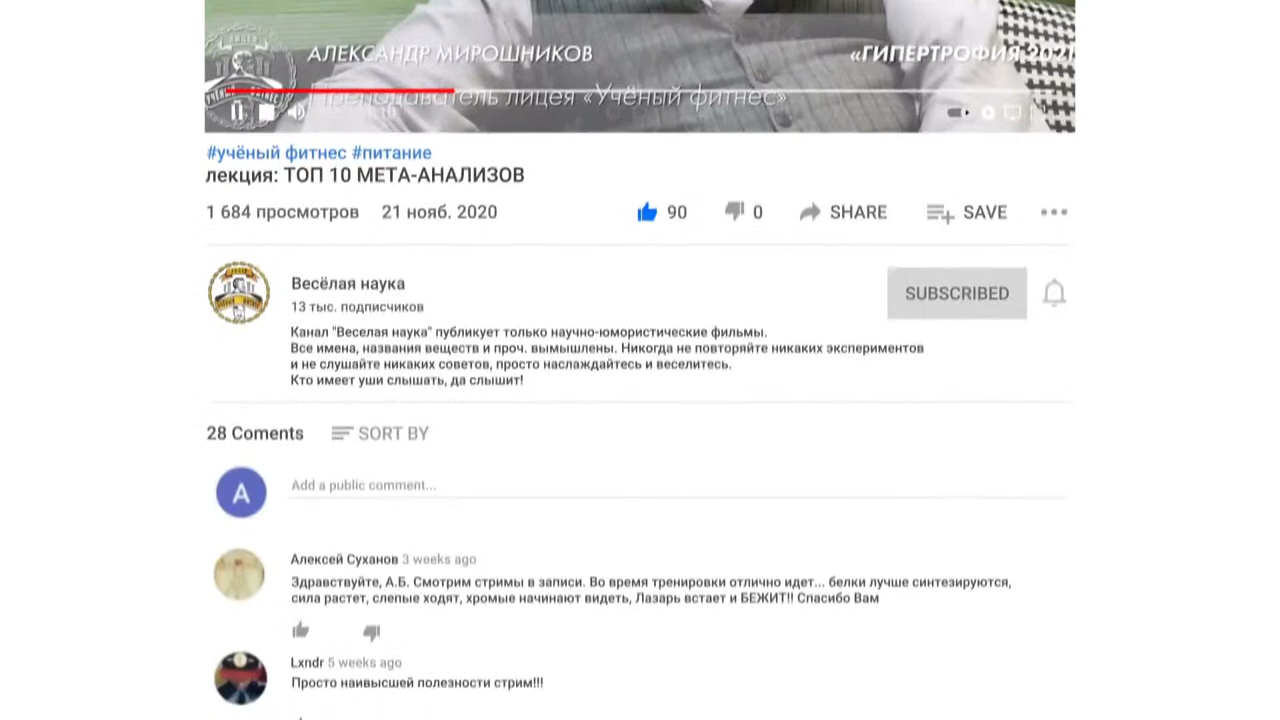 АЛЕКСАНДР МИРОШНИКОВ
«ГИПЕРТРОФИЯ 2021
Преподаватель лицея «Учёный фитнес»
#учёный фитнес #питание
лекция: ТОП 10 МЕТА-АНАЛИЗОВ
1 684 просмотров 21 нояб. 2020 90 0 SHARE SAVE
Весёлая наука
13 тыс. подписчиков
SUBSCRIBED
Канал "Веселая наука" публикует только научно-юмористические фильмы.
Все имена, названия веществ и проч. вымышлены. Никогда не повторяйте никаких экспериментов
и не слушайте никаких советов, просто наслаждайтесь и веселитесь.
Кто имеет уши слышать, да слышит!
28 Coments SORT BY
A
Add a public comment...
Алексей Суханов 3 weeks ago
Здравствуйте, А.Б. Смотрим стримы в записи. Во время тренировки отлично идет... белки лучше синтезируются,
сила растет, слепые ходят, хромые начинают видеть, Лазарь встает и БЕЖИТ!! Спасибо Вам
Lxndr 5 weeks ago
Просто наивысшей полезности стрим!!!